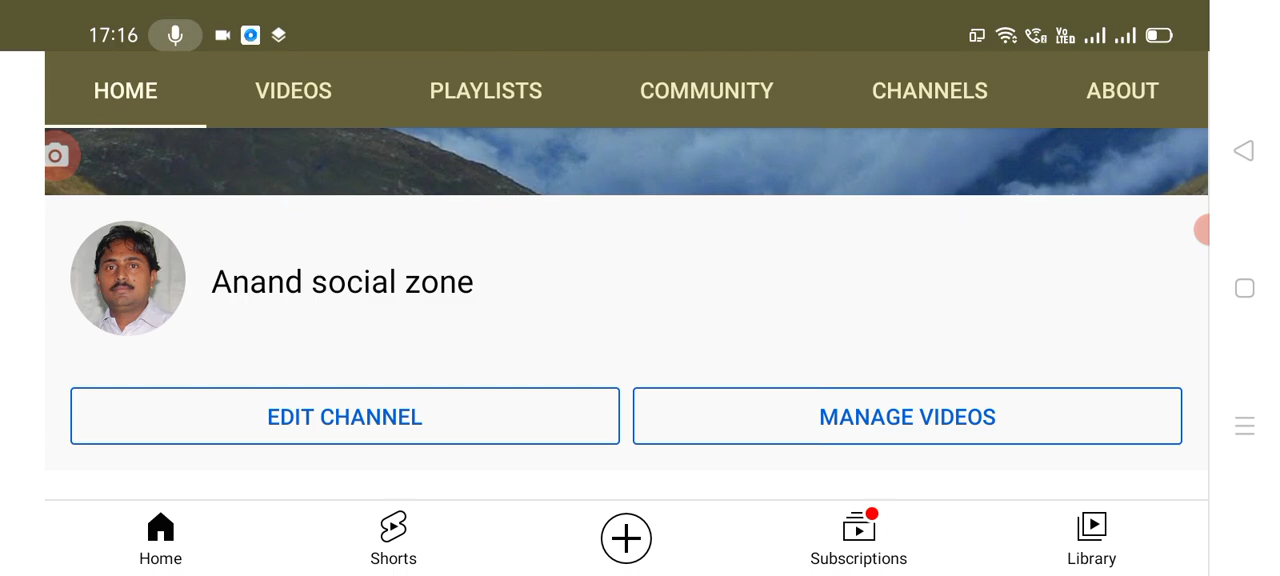 17:16
HOME VIDEOS PLAYLISTS COMMUNITY CHANNELS ABOUT
Anand social zone
EDIT CHANNEL MANAGE VIDEOS
Home Shorts Subscriptions Library